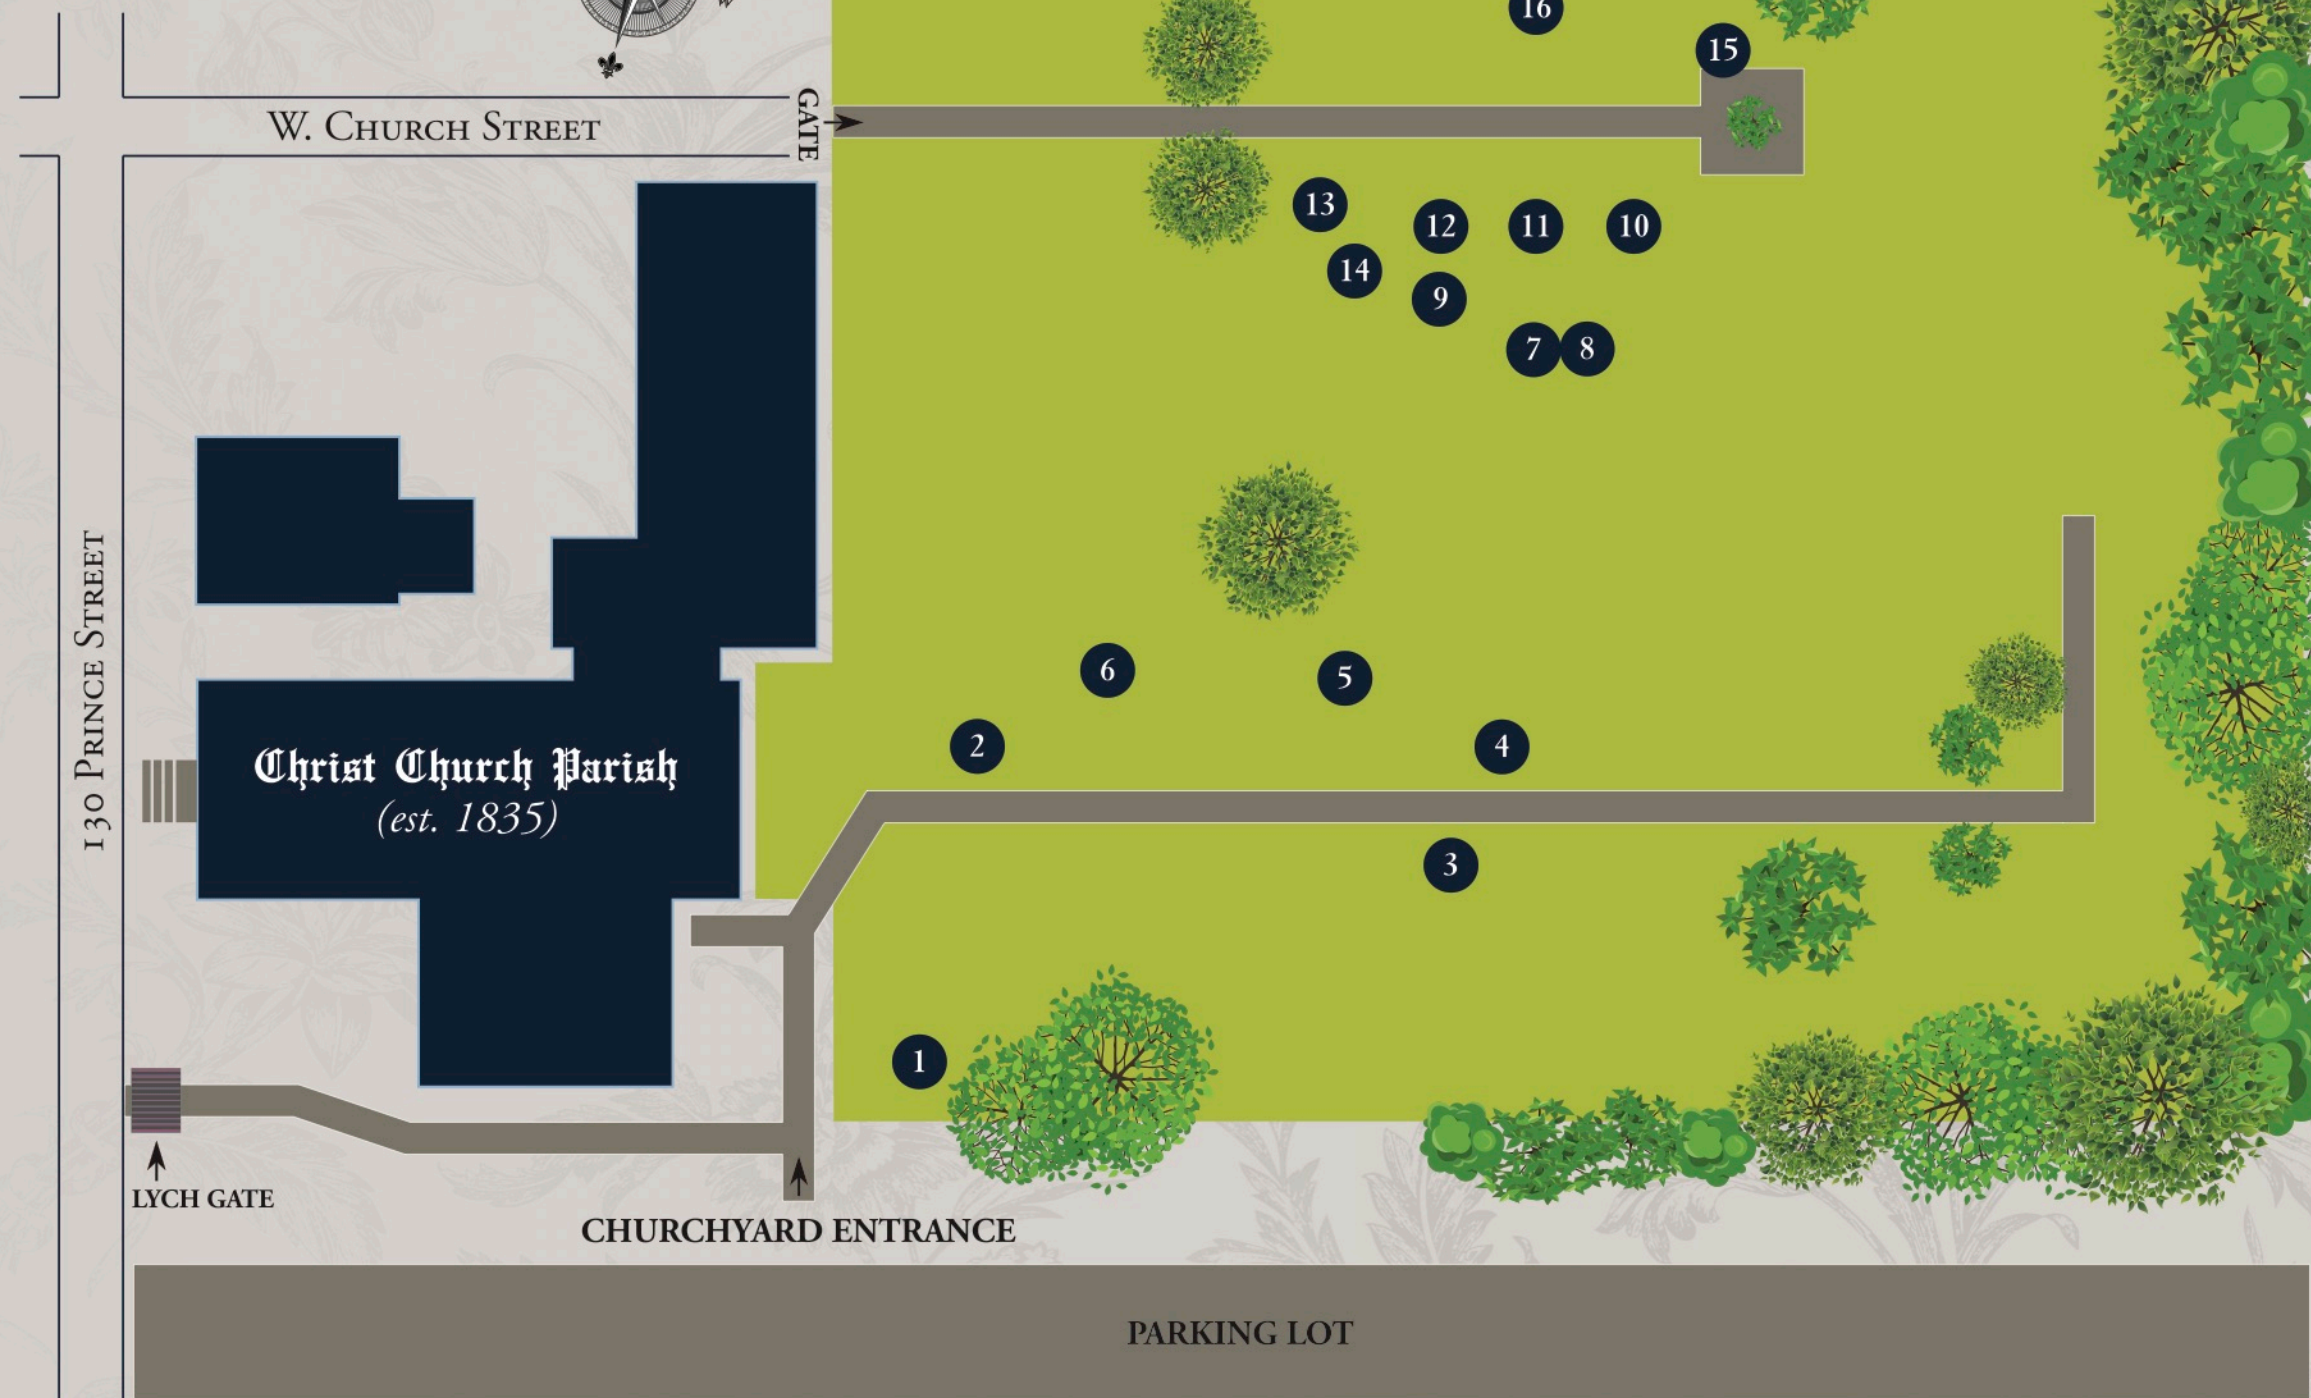 16
15
W. Church Street
GATE
13
12
11
10
14
9
7
8
130 Prince Street
6
5
2
4
Christ Church Parish
(est. 1835)
3
1
LYCH GATE
CHURCHYARD ENTRANCE
PARKING LOT